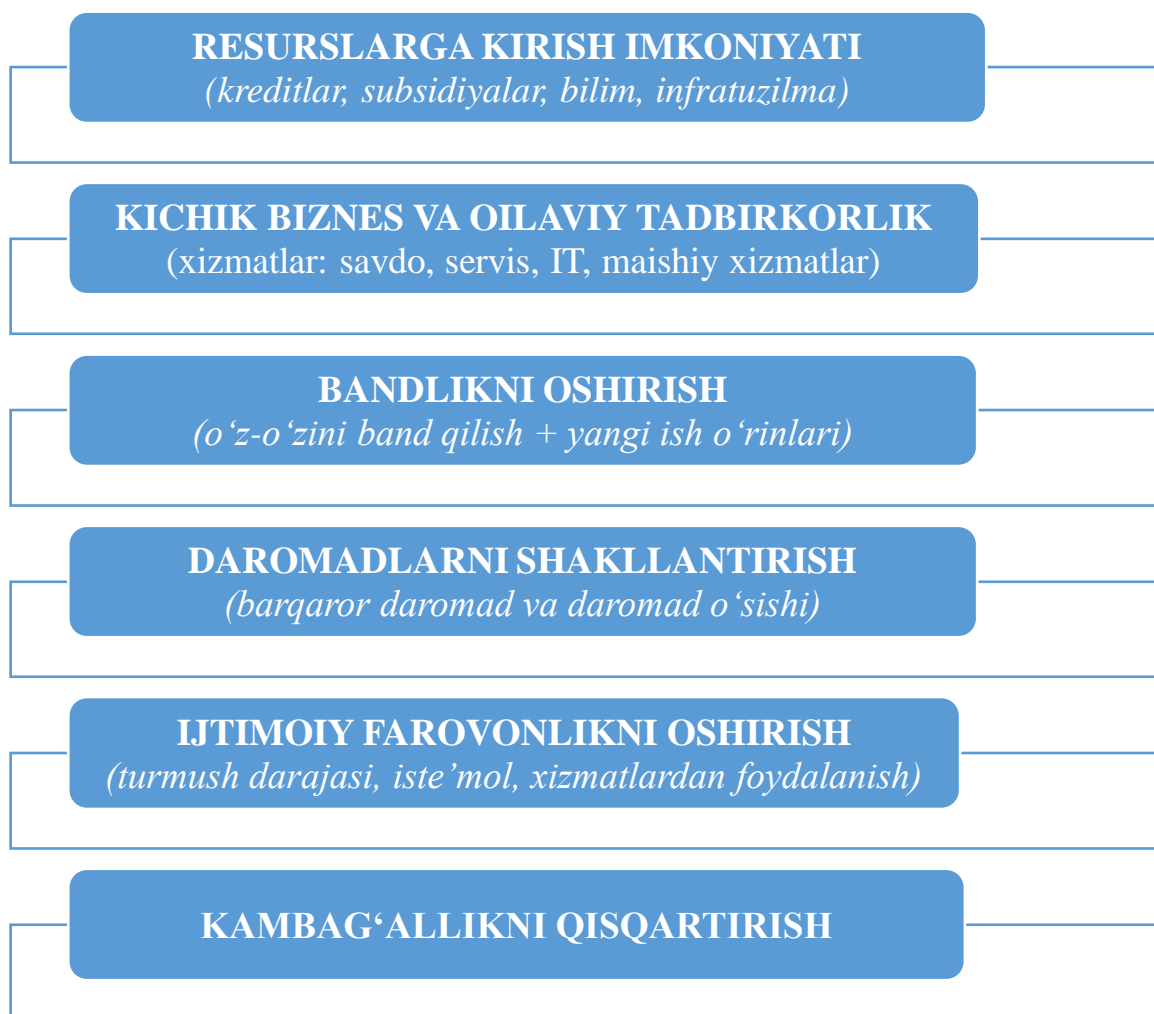 RESURSLARGA KIRISH IMKONIYATI
(kreditlar, subsidiyalar, bilim, infratuzilma)
KICHIK BIZNES VA OILAVIY TADBIRKORLIK
(xizmatlar: savdo, servis, IT, maishiy xizmatlar)
BANDLIKNI OSHIRISH
(o‘z-o‘zini band qilish + yangi ish o‘rinlari)
DAROMADLARNI SHAKLLANTIRISH
(barqaror daromad va daromad o‘sishi)
IJTIMOIY FAROVONLIKNI OSHIRISH
(turmush darajasi, iste’mol, xizmatlardan foydalanish)
KAMBAG‘ALLIKNI QISQARTIRISH